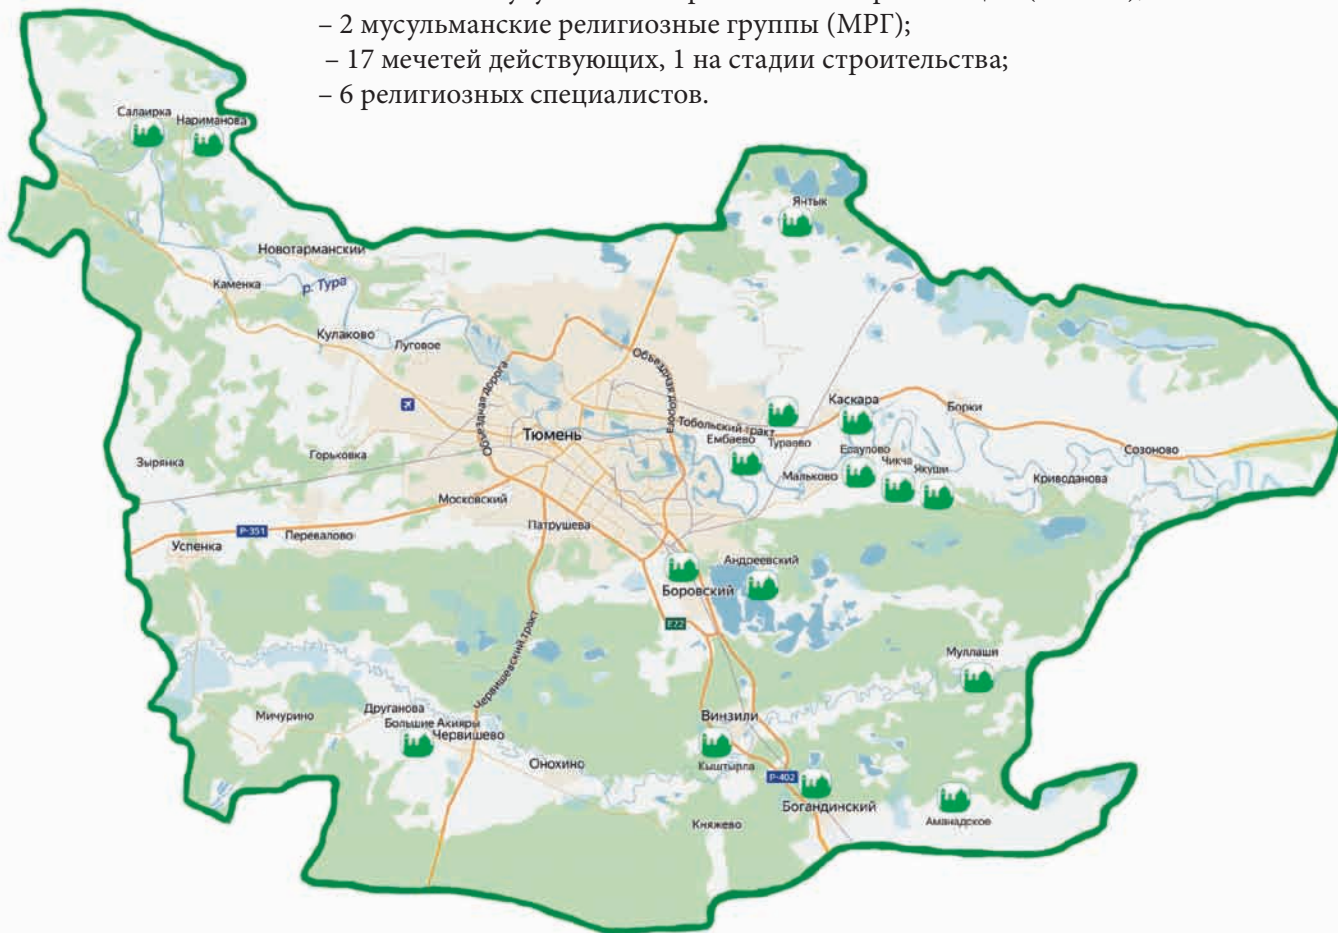 – 2 мусульманские религиозные группы (МРГ);
– 17 мечетей действующих, 1 на стадии строительства;
– 6 религиозных специалистов.
Салаирка
Нариманова
Янтык
Новотарманский
Каменка
р. Тура
Кулаково
Луговое
Объездная дорога
Объездная дорога
Каскара
Борки
Тобольский тракт
Ембаево
Тураево
Тюмень
Есаулово
Чикча
Якуши
Созоново
Зырянка
Горьковка
Мальково
Криводанова
Московский
Патрушева
Р-351
Перевалово
Успенка
Андреевский
Боровский
Е22
Червишевский тракт
Муллаши
Друганова
Мичурино
Большие Акияры
Червишево
Винзили
Онохино
Кыштырла
Р-402
Богандинский
Княжево
Аманадское